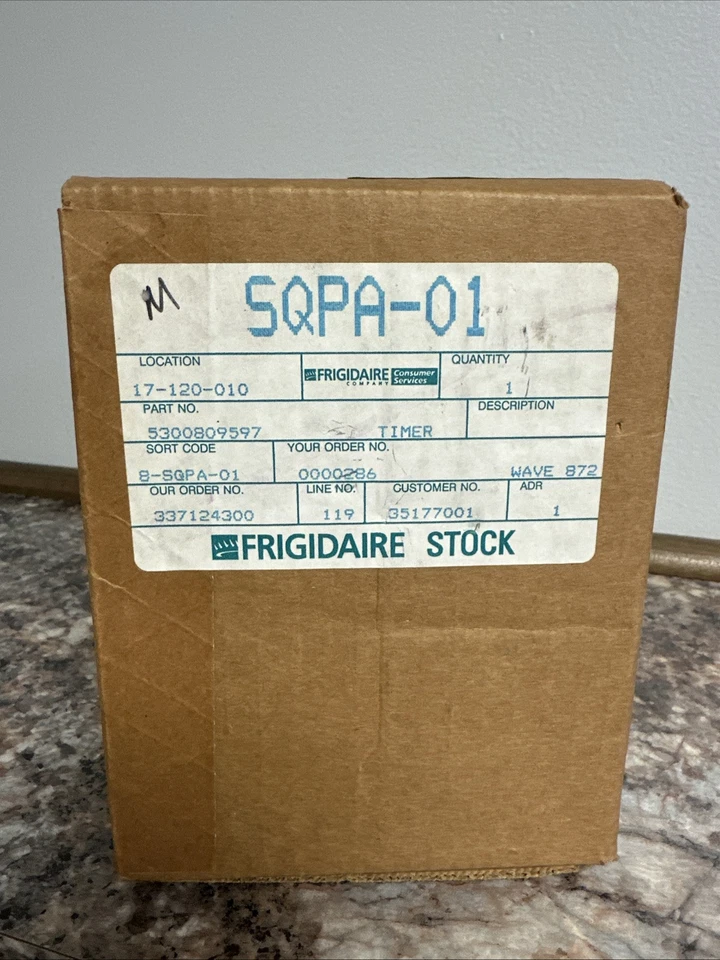 M
SQPA-01
LOCATION
17-120-010
FRIGIDAIRE COMPANY Consumer Services
QUANTITY
1
PART NO.
5300809597
TIMER
DESCRIPTION
SORT CODE
8-SQPA-01
YOUR ORDER NO.
0000286
WAVE 872
OUR ORDER NO.
337124300
LINE NO.
119
CUSTOMER NO.
35177001
ADR
1
FRIGIDAIRE STOCK